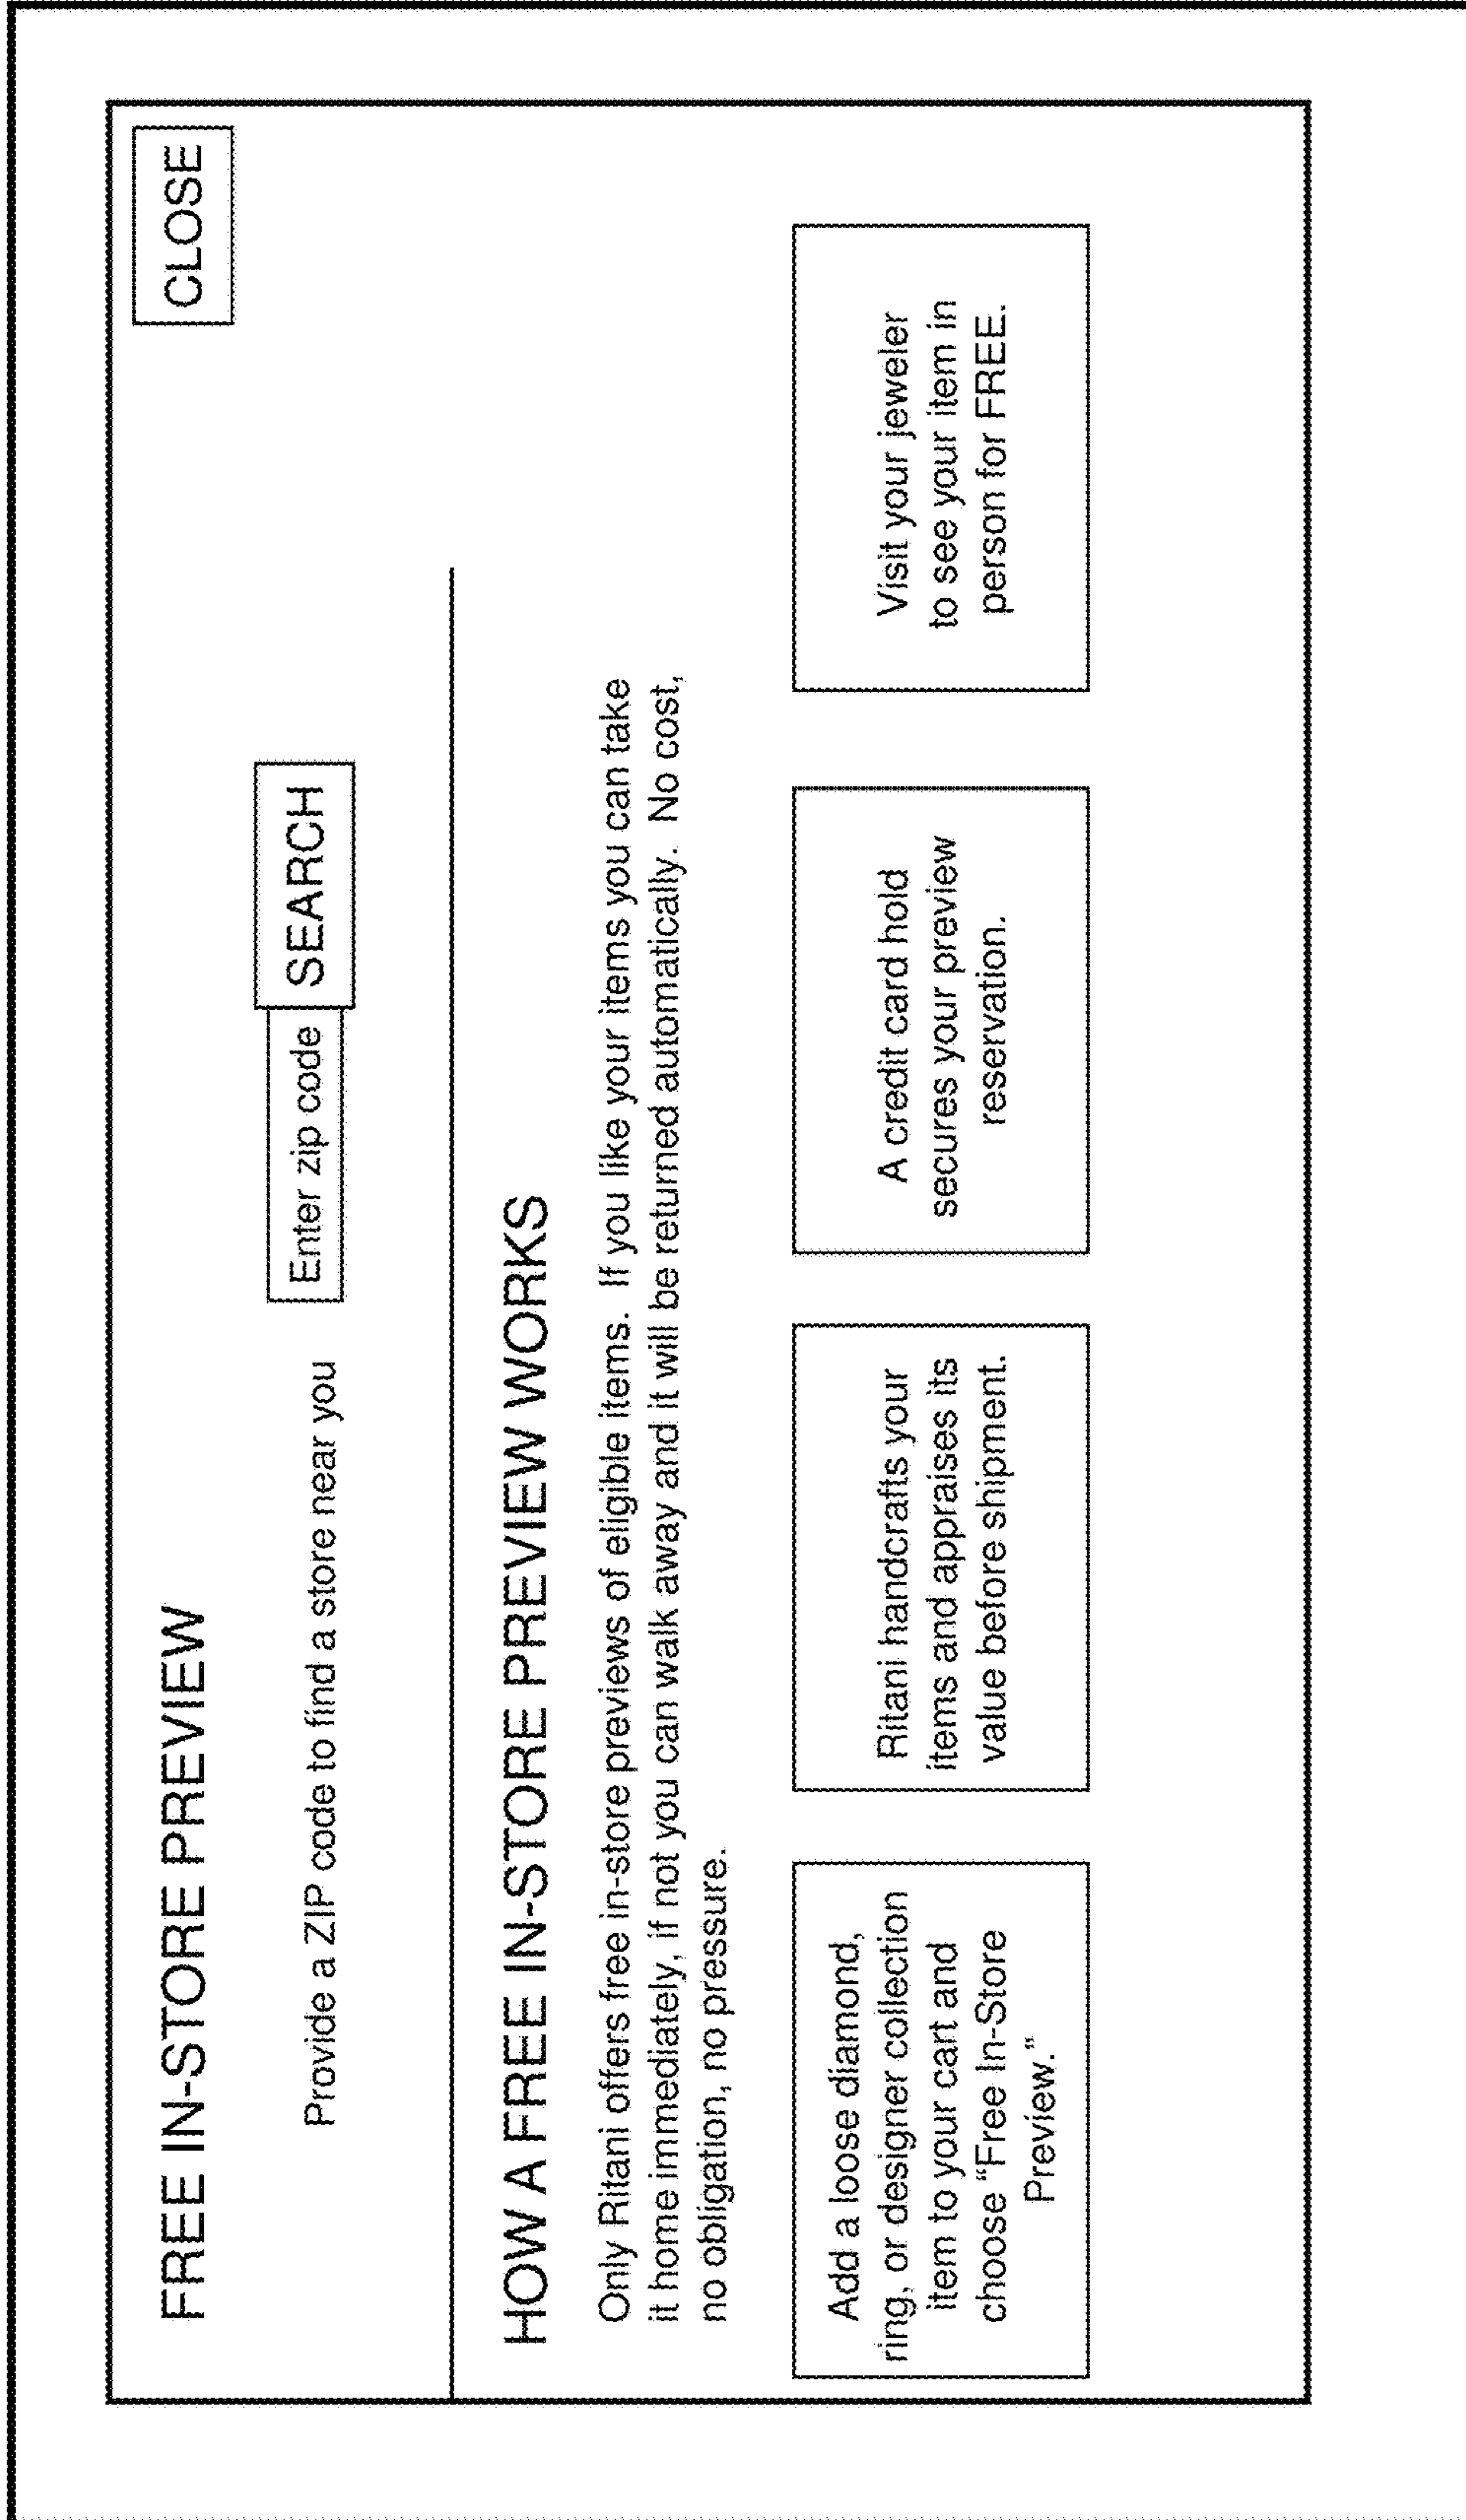 FREE IN-STORE PREVIEW
CLOSE
Provide a ZIP code to find a store near you
Enter zip code
SEARCH
HOW A FREE IN-STORE PREVIEW WORKS
Only Ritani offers free in-store previews of eligible items. If you like your items you can take
it home immediately, if not you can walk away and it will be returned automatically. No cost,
no obligation, no pressure.
Add a loose diamond,
ring, or designer collection
item to your cart and
choose “Free In-Store
Preview.”
Ritani handcrafts your
items and appraises its
value before shipment.
A credit card hold
secures your preview
reservation.
Visit your jeweler
to see your item in
person for FREE.